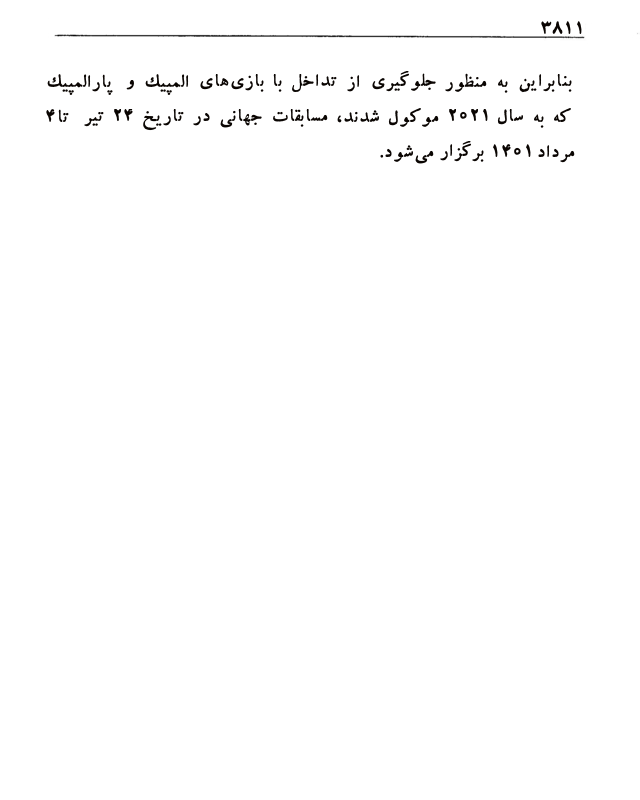 ۳۸۱۱
بنابراین به منظور جلوگیری از تداخل با بازی‌های المپیك و پارالمپیك
که به سال ۲۰۲۱ موکول شدند، مسابقات جهانی در تاریخ ۲۴ تیر تا۴
مرداد ۱۴۰۱ برگزار می‌شود.